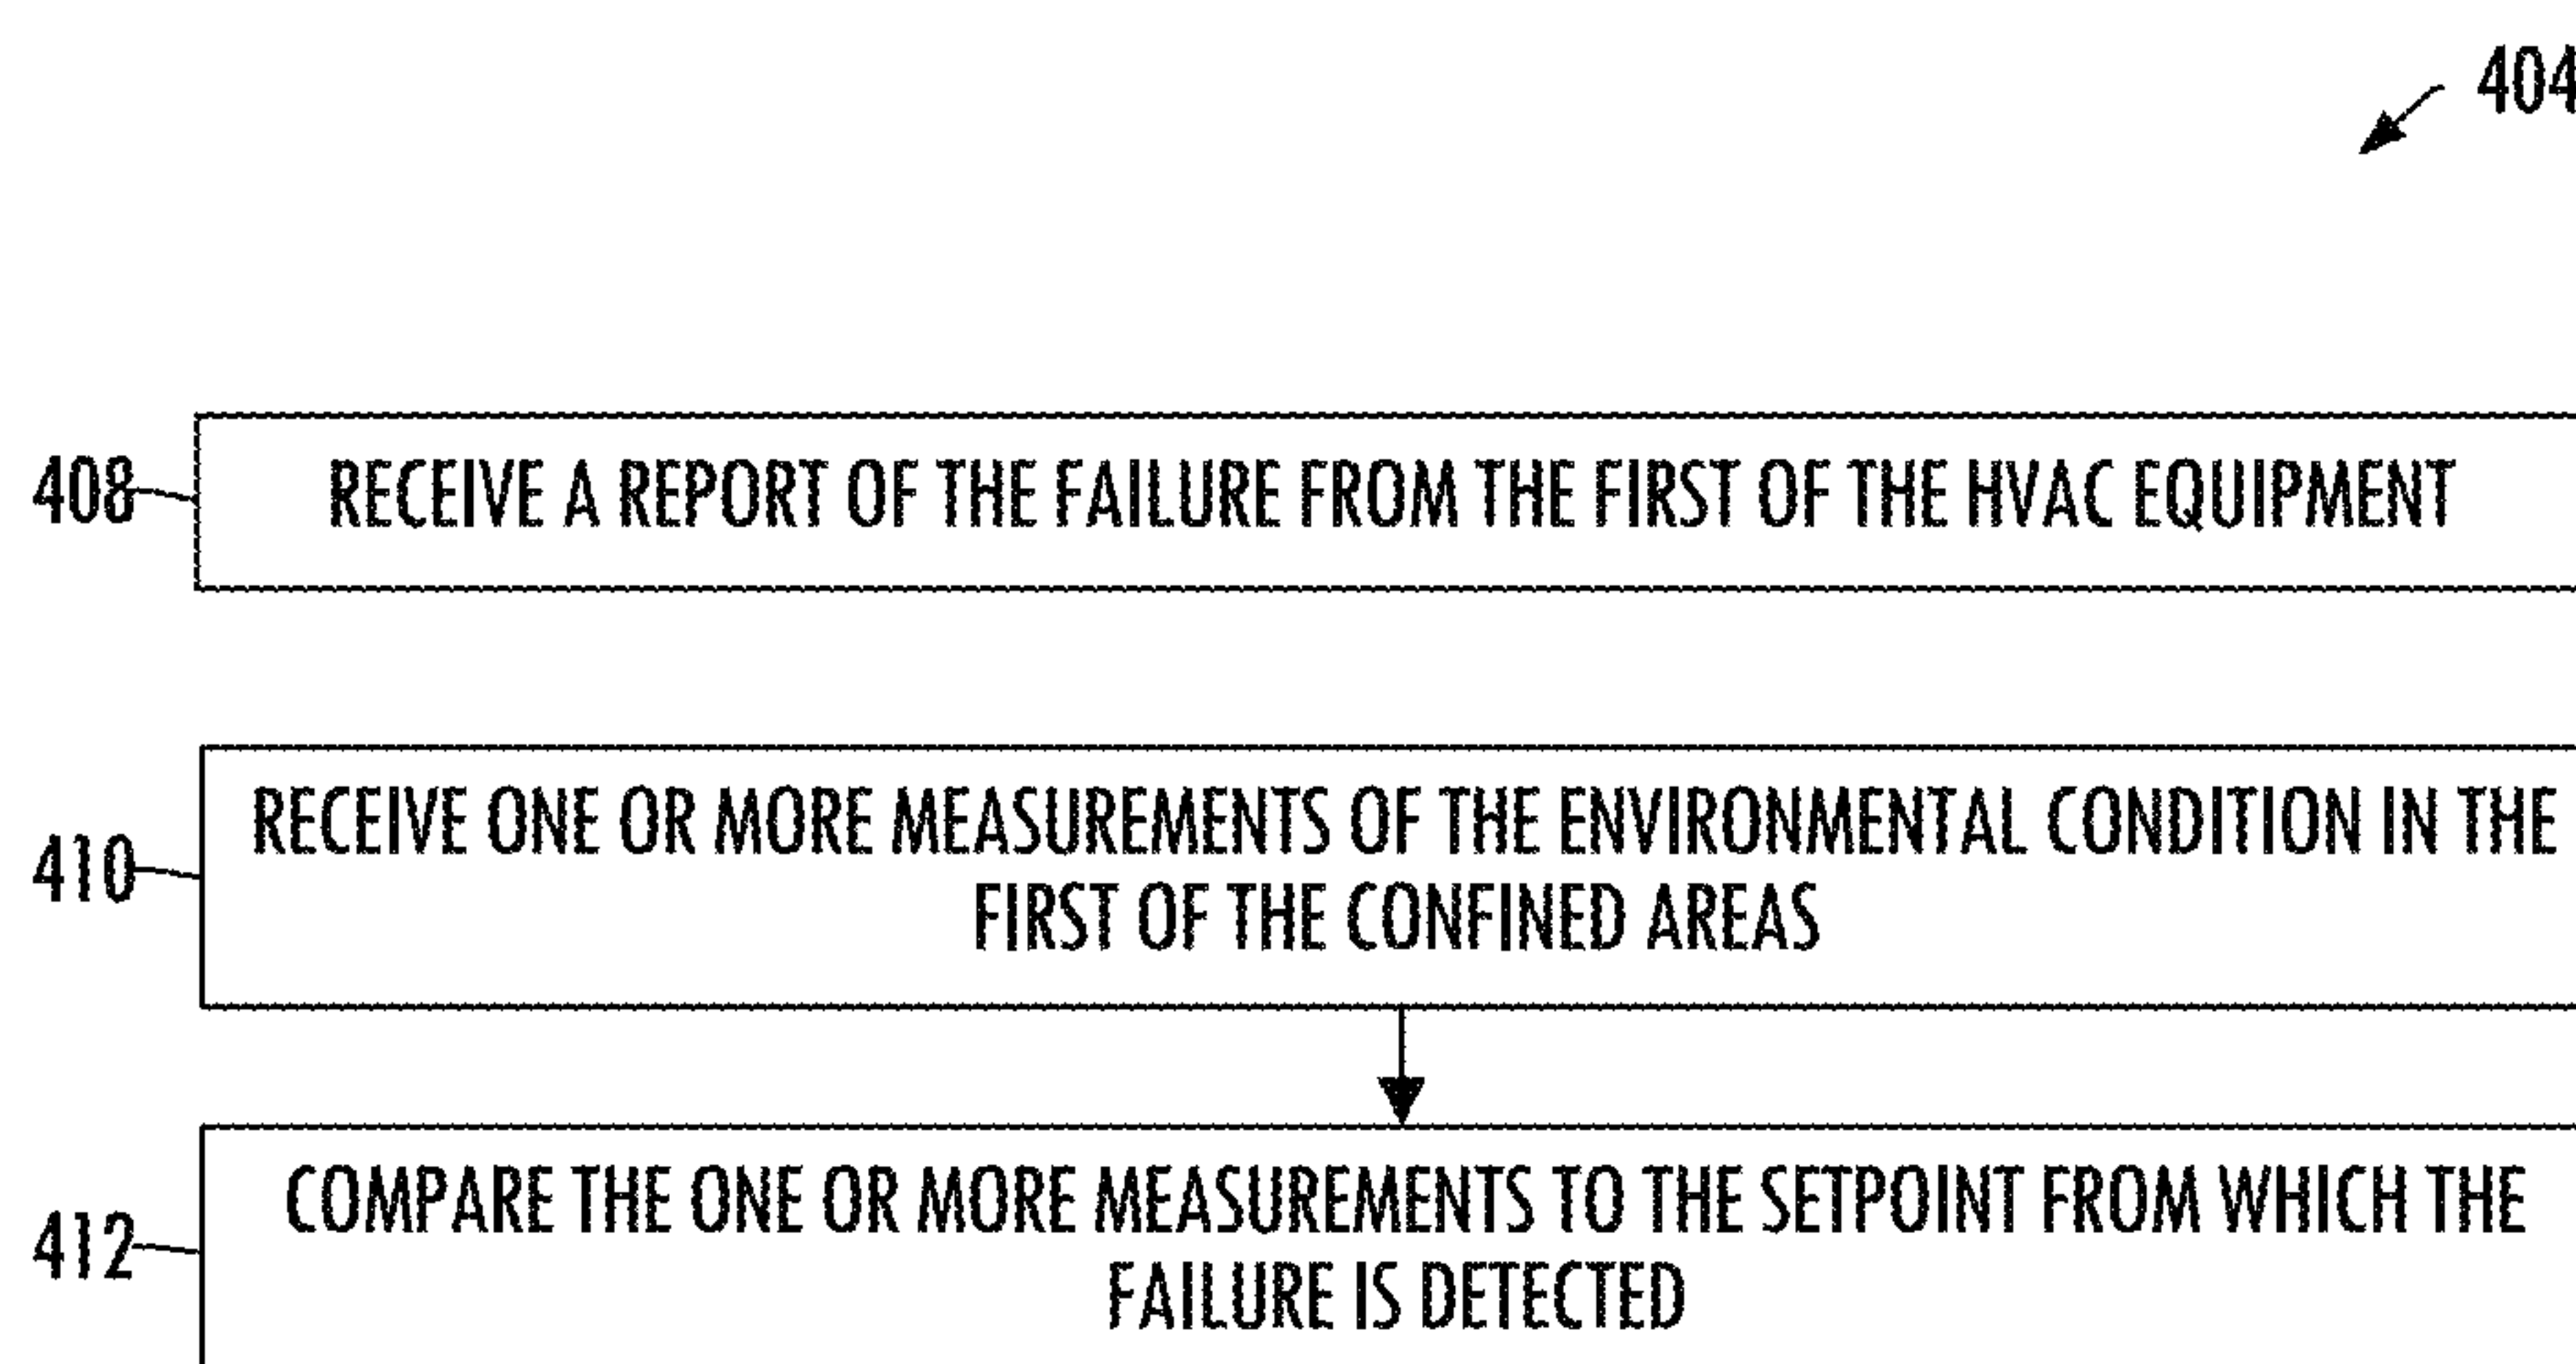 404
408
RECEIVE A REPORT OF THE FAILURE FROM THE FIRST OF THE HVAC EQUIPMENT
410
RECEIVE ONE OR MORE MEASUREMENTS OF THE ENVIRONMENTAL CONDITION IN THE
FIRST OF THE CONFINED AREAS
412
COMPARE THE ONE OR MORE MEASUREMENTS TO THE SETPOINT FROM WHICH THE
FAILURE IS DETECTED